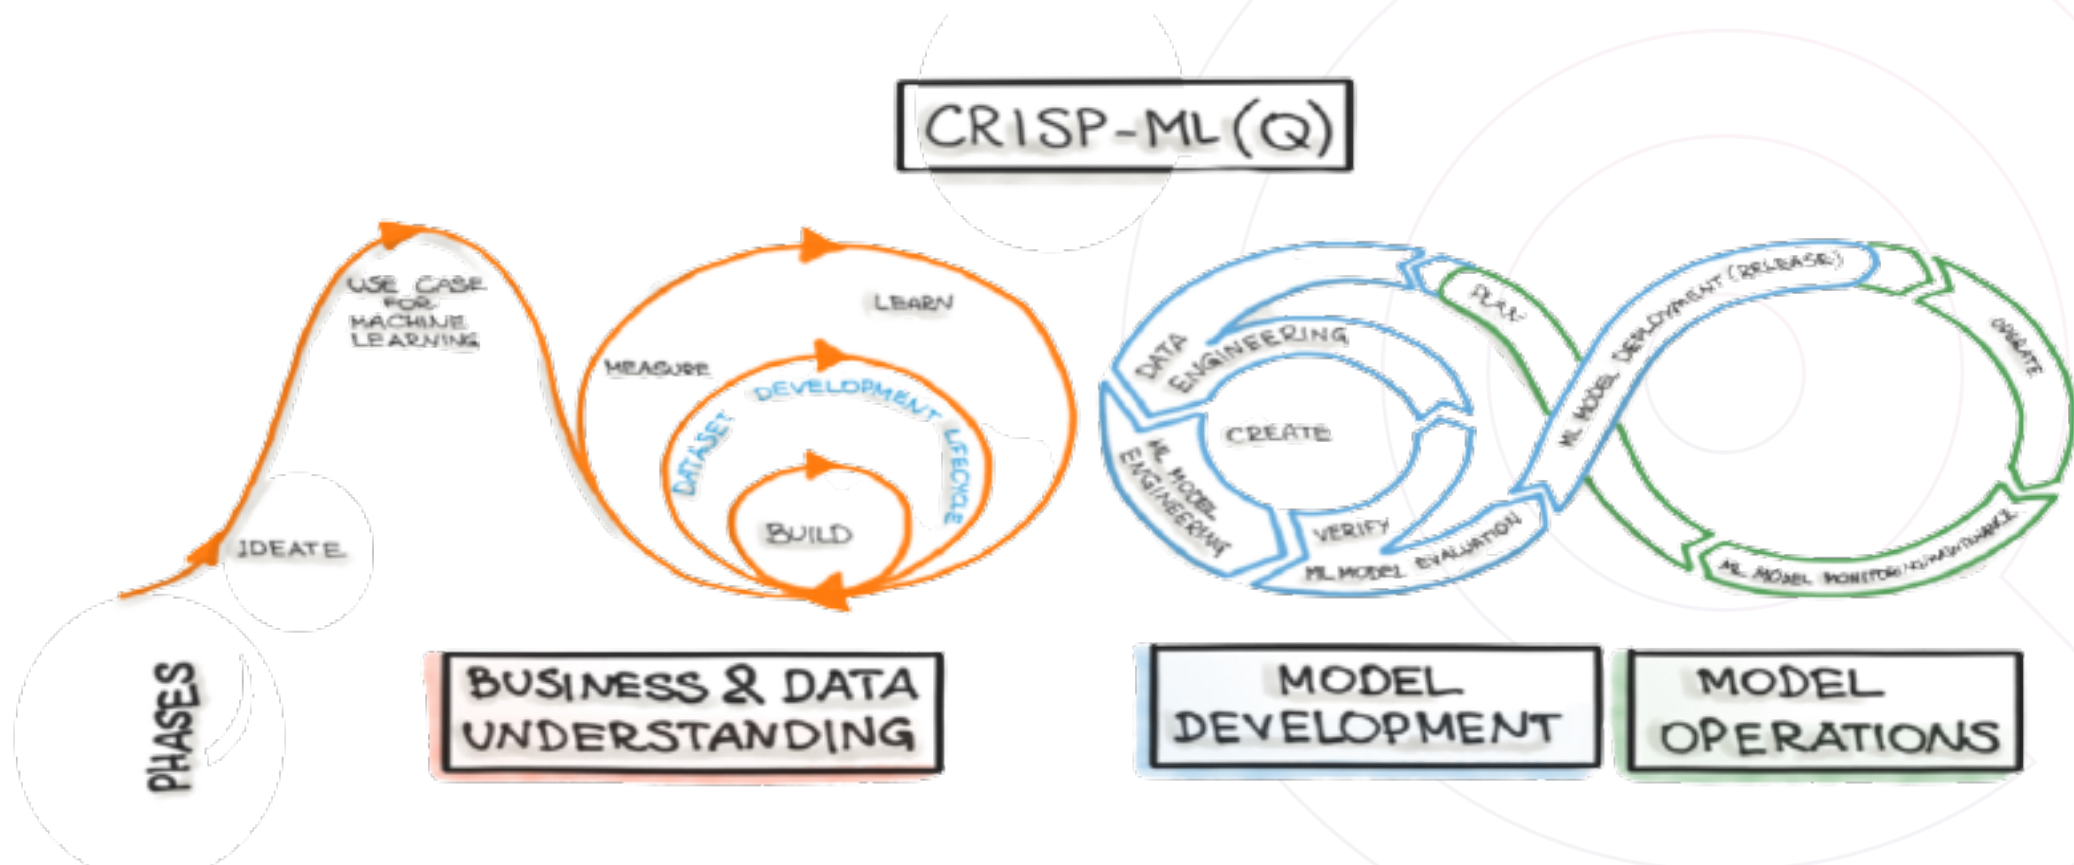 CRISP-ML(Q)
USE CASE
FOR
MACHINE
LEARNING
IDEATE
MEASURE
LEARN
DATASET DEVELOPMENT LIFECYCLE
BUILD
DATA
ENGINEERING
CREATE
ML MODEL
ENGINEERING
VERIFY
ML MODEL EVALUATION
PLAN
ML MODEL DEPLOYMENT (RELEASE)
OPERATE
ML MODEL MONITORING/MAINTENANCE
PHASES
BUSINESS & DATA
UNDERSTANDING
MODEL
DEVELOPMENT
MODEL
OPERATIONS